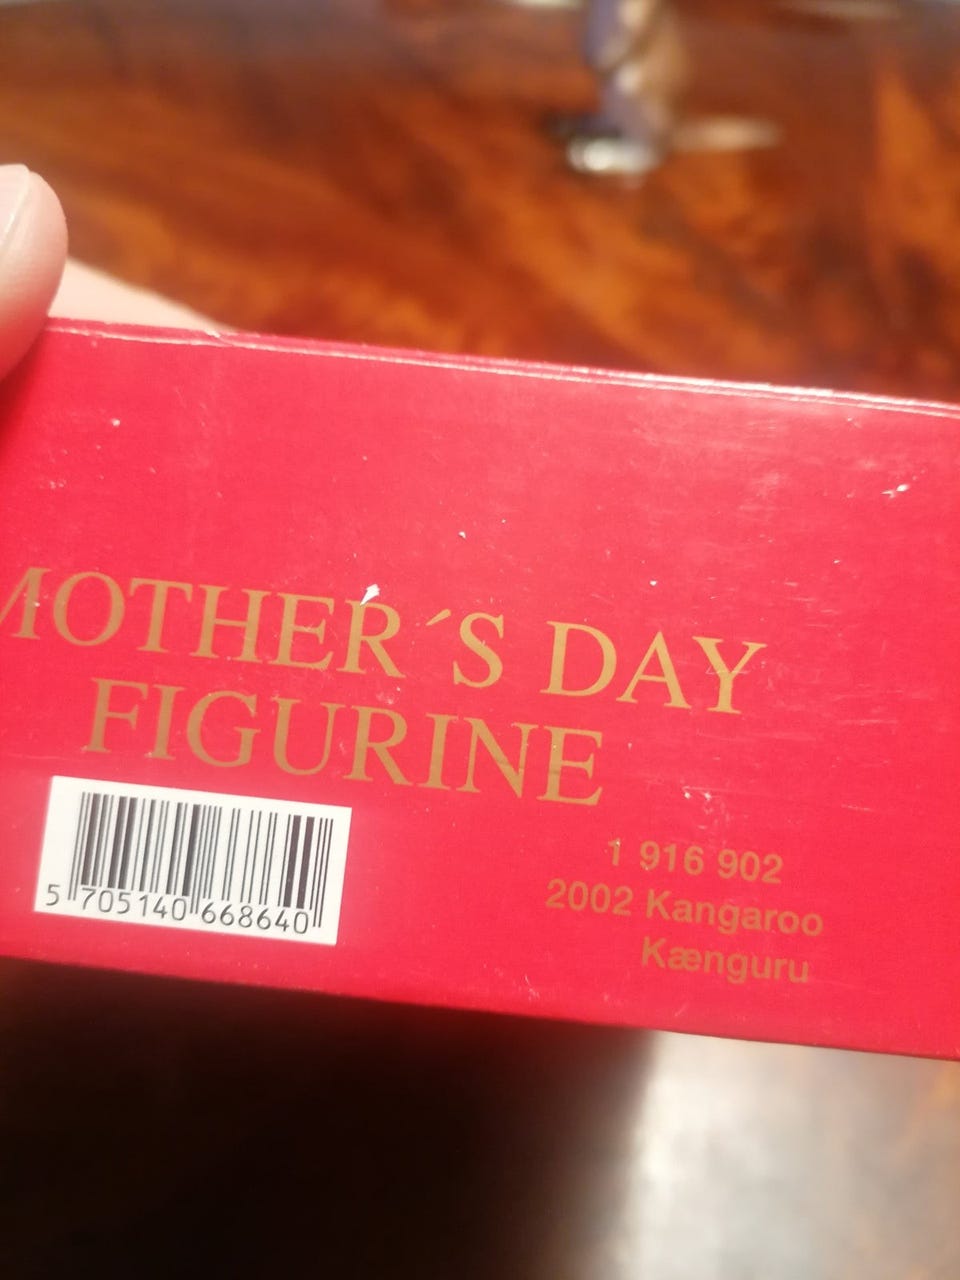 MOTHER´S DAY
FIGURINE
5 705140 668640
1 916 902
2002 Kangaroo
Kænguru